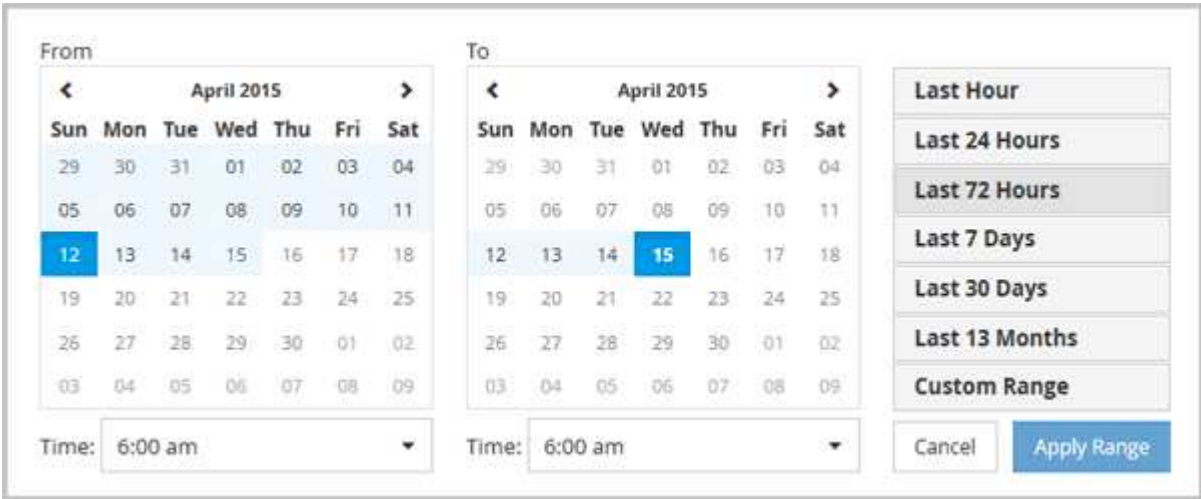 From
April 2015
Sun Mon Tue Wed Thu Fri Sat
29 30 31 01 02 03 04
05 06 07 08 09 10 11
12 13 14 15 16 17 18
19 20 21 22 23 24 25
26 27 28 29 30 01 02
03 04 05 06 07 08 09
Time: 6:00 am
To
April 2015
Sun Mon Tue Wed Thu Fri Sat
29 30 31 01 02 03 04
05 06 07 08 09 10 11
12 13 14 15 16 17 18
19 20 21 22 23 24 25
26 27 28 29 30 01 02
03 04 05 06 07 08 09
Time: 6:00 am
Last Hour
Last 24 Hours
Last 72 Hours
Last 7 Days
Last 30 Days
Last 13 Months
Custom Range
Cancel Apply Range